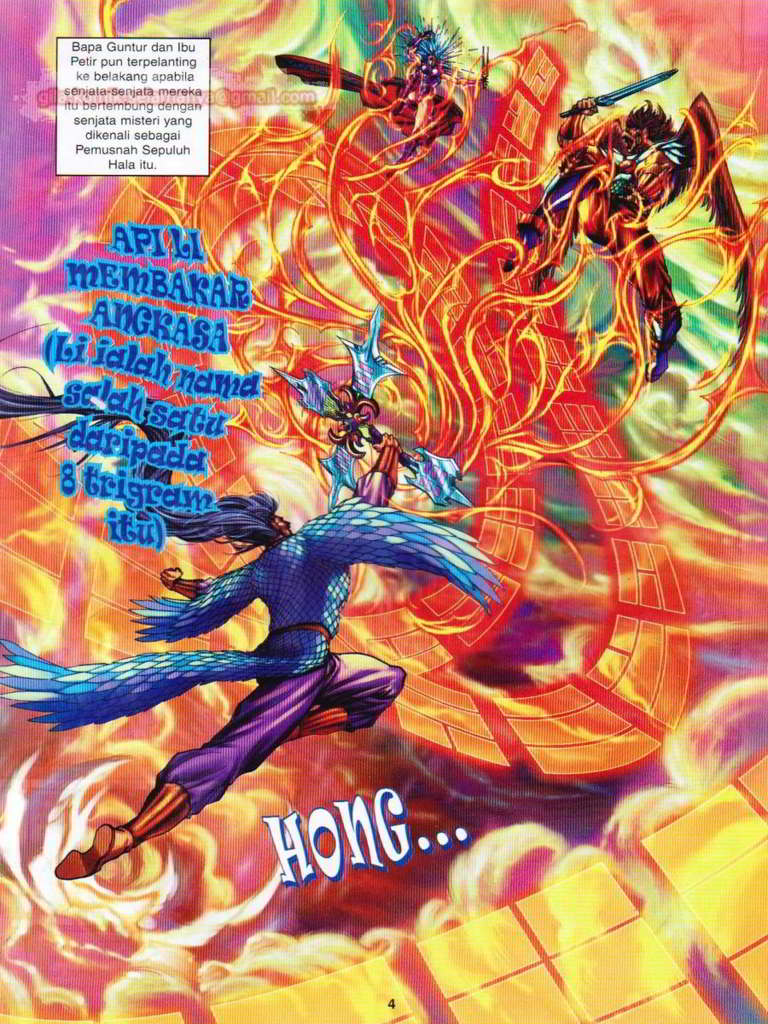 Bapa Guntur dan Ibu
Petir pun terpelanting
ke belakang apabila
senjata-senjata mereka
itu bertembung dengan
senjata misteri yang
dikenali sebagai
Pemusnah Sepuluh
Hala itu.
API LI
MEMBAKAR
ANGKASA
(Li ialah nama
salah satu
daripada
8 trigram
itu)
HONG...
4